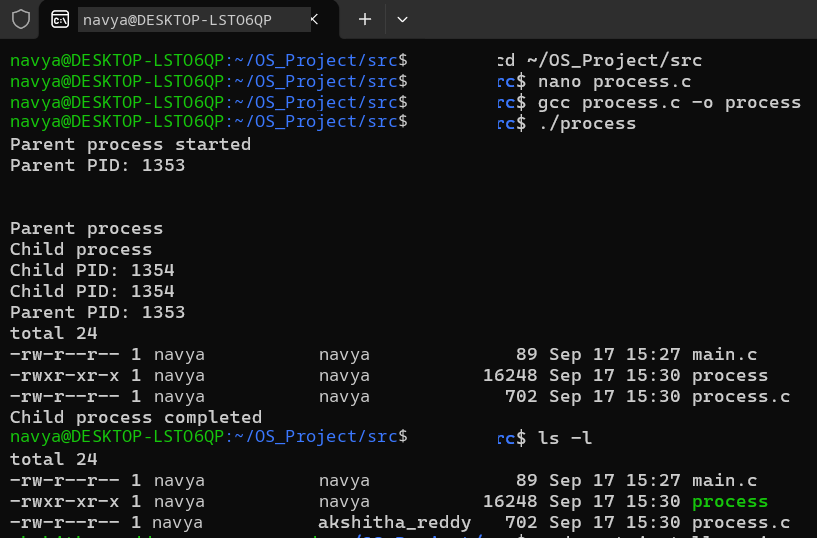 navya@DESKTOP-LSTO6QP
navya@DESKTOP-LSTO6QP:~/OS_Project/src$ cd ~/OS_Project/src
navya@DESKTOP-LSTO6QP:~/OS_Project/src$ rc$ nano process.c
navya@DESKTOP-LSTO6QP:~/OS_Project/src$ rc$ gcc process.c -o process
navya@DESKTOP-LSTO6QP:~/OS_Project/src$ rc$ ./process
Parent process started
Parent PID: 1353
Parent process
Child process
Child PID: 1354
Child PID: 1354
Parent PID: 1353
total 24
-rw-r--r-- 1 navya navya 89 Sep 17 15:27 main.c
-rwxr-xr-x 1 navya navya 16248 Sep 17 15:30 process
-rw-r--r-- 1 navya navya 702 Sep 17 15:30 process.c
Child process completed
navya@DESKTOP-LSTO6QP:~/OS_Project/src$ rc$ ls -l
total 24
-rw-r--r-- 1 navya navya 89 Sep 17 15:27 main.c
-rwxr-xr-x 1 navya navya 16248 Sep 17 15:30 process
-rw-r--r-- 1 navya akshitha_reddy 702 Sep 17 15:30 process.c